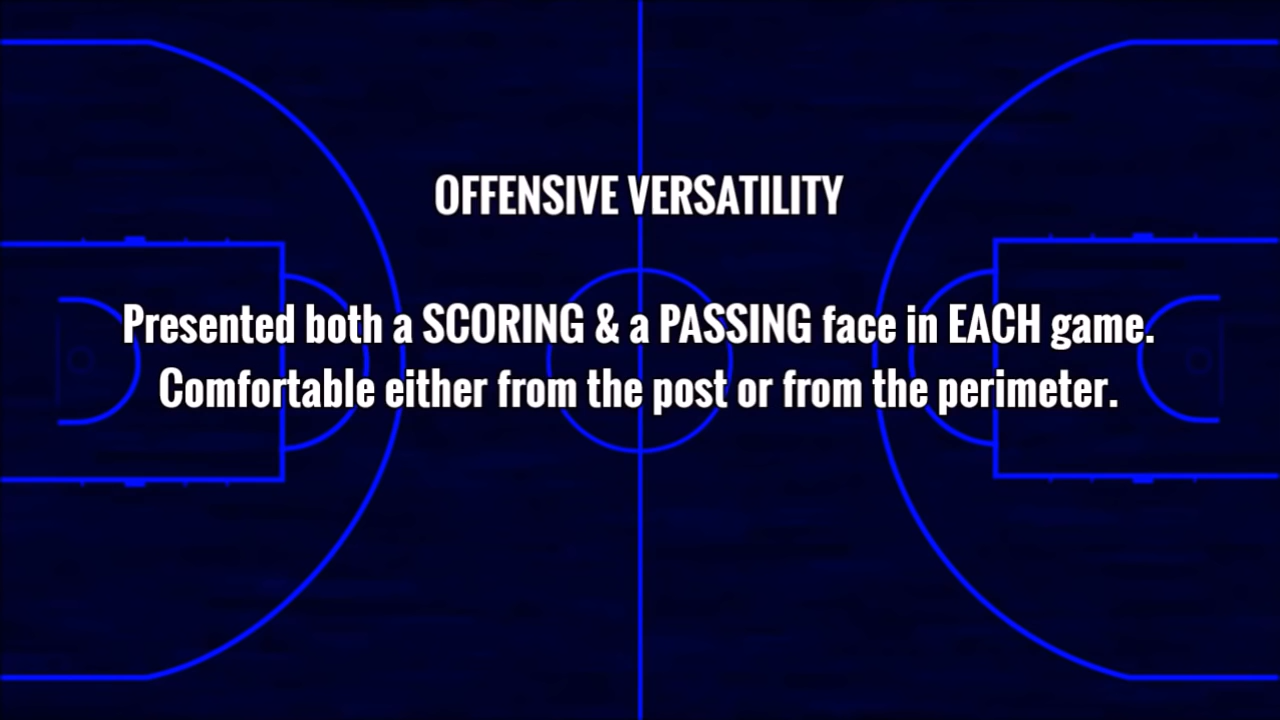 OFFENSIVE VERSATILITY
Presented both a SCORING & a PASSING face in EACH game.
Comfortable either from the post or from the perimeter.